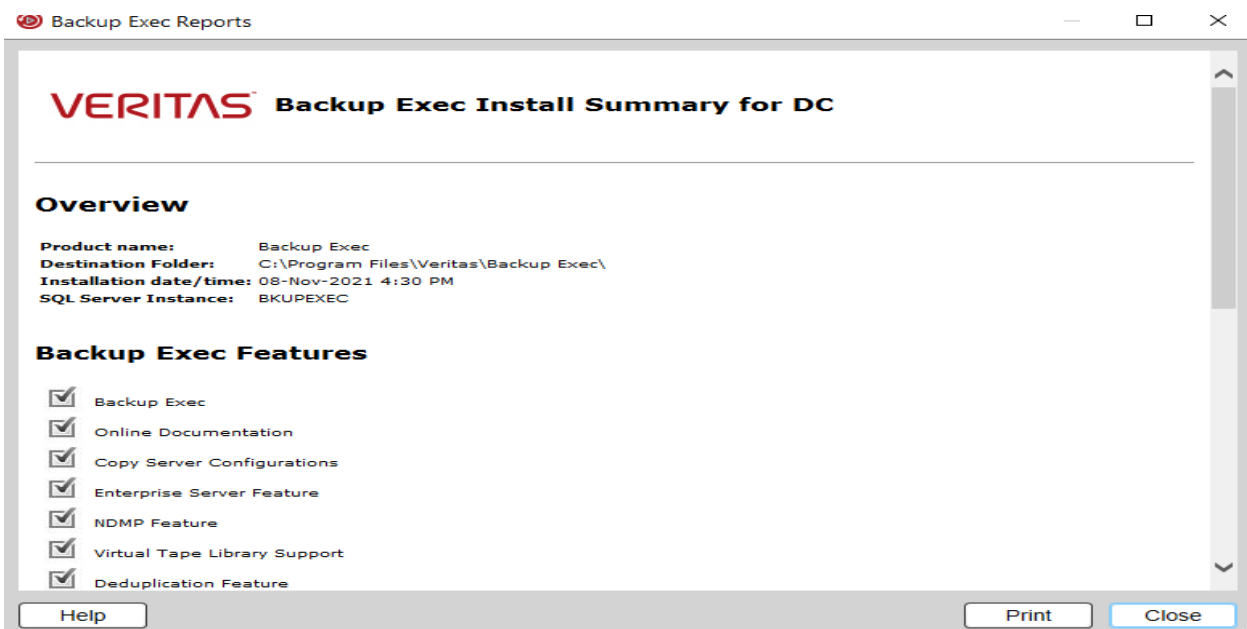 Backup Exec Reports
VERITAS Backup Exec Install Summary for DC
Overview
Product name: Backup Exec
Destination Folder: C:\Program Files\Veritas\Backup Exec\
Installation date/time: 08-Nov-2021 4:30 PM
SQL Server Instance: BKUPEXEC
Backup Exec Features
Backup Exec
Online Documentation
Copy Server Configurations
Enterprise Server Feature
NDMP Feature
Virtual Tape Library Support
Deduplication Feature
Help Print Close